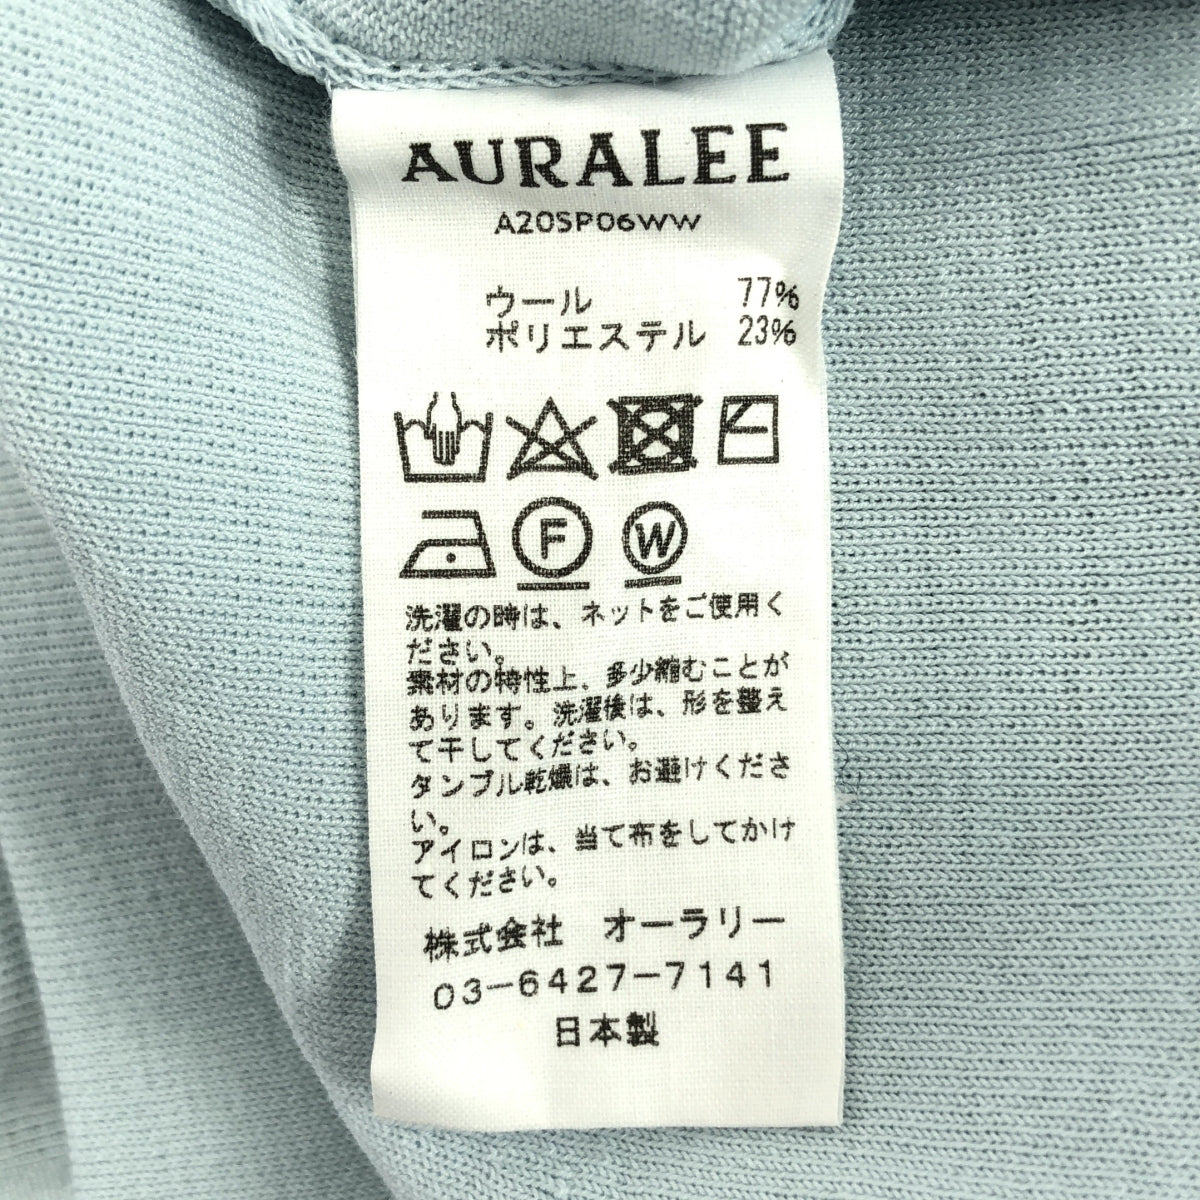 AURALEE
A20SP06WW
ウール 77%
ポリエステル 23%
F W
洗濯の時は、ネットをご使用く
ださい。
素材の特性上、多少縮むことが
あります。洗濯後は、形を整え
て干してください。
タンブル乾燥は、お避けくださ
い。
アイロンは、当て布をしてかけ
てください。
株式会社 オーラリー
03-6427-7141
日本製